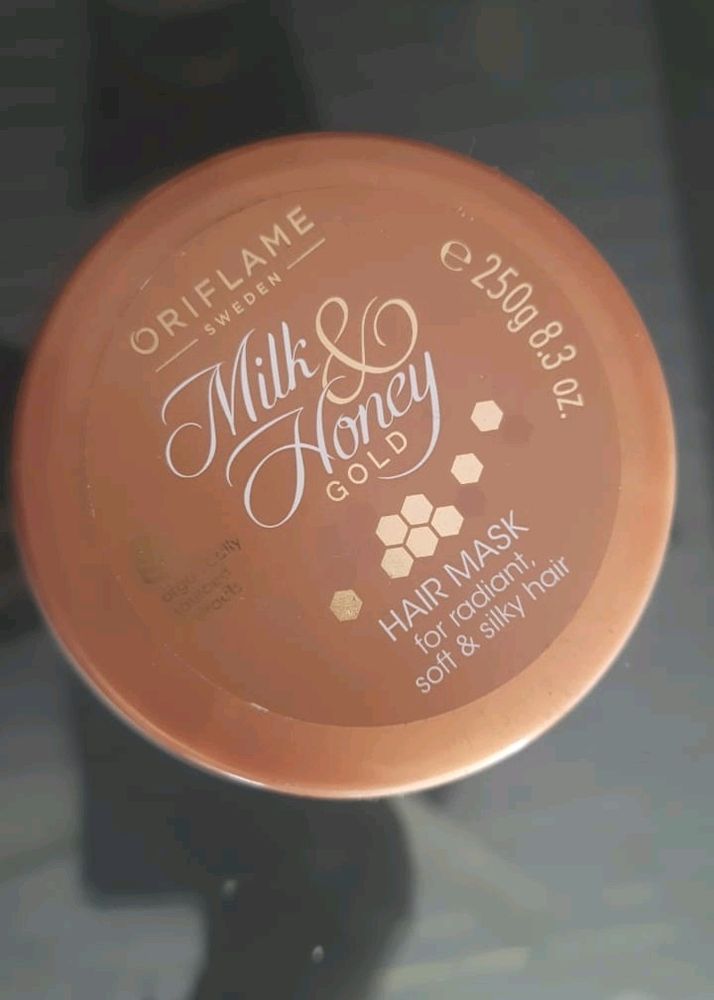 ORIFLAME
SWEDEN
Milk &
Honey
GOLD
℮ 250g 8.3 oz.
HAIR MASK
for radiant,
soft & silky hair